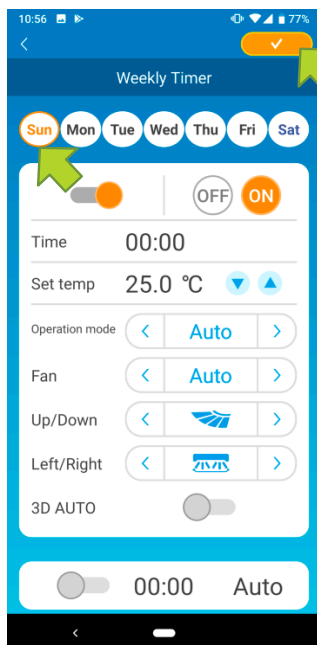 10:56 77%
Weekly Timer
Sun Mon Tue Wed Thu Fri Sat
OFF ON
Time 00:00
Set temp 25.0 ℃
Operation mode Auto
Fan Auto
Up/Down
Left/Right
3D AUTO
00:00 Auto